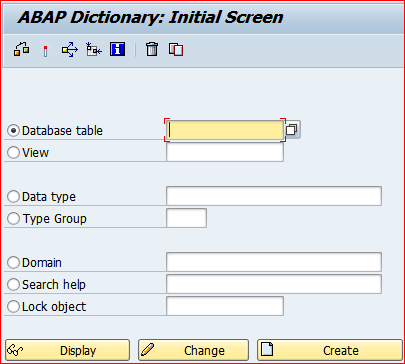 ABAP Dictionary: Initial Screen
Database table
View
Data type
Type Group
Domain
Search help
Lock object
Display Change Create